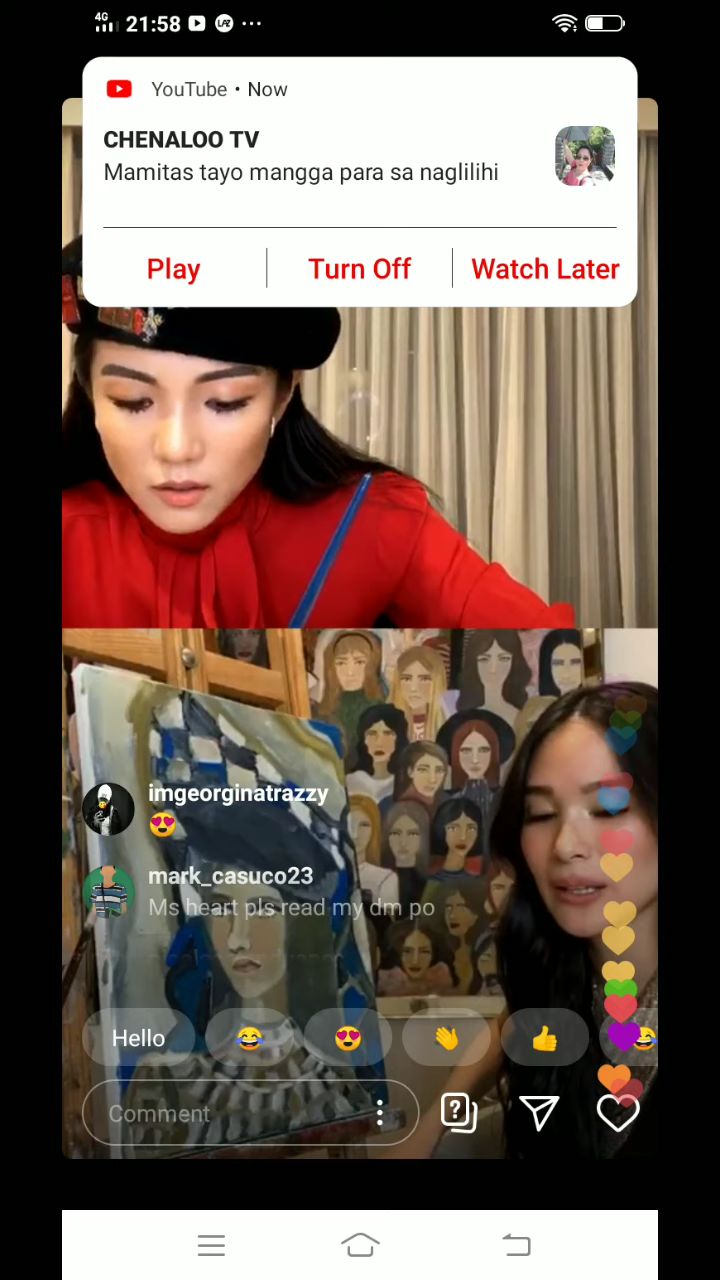 4G 21:58
YouTube • Now
CHENALOO TV
Mamitas tayo mangga para sa naglilihi
Play
Turn Off
Watch Later
imgeorginatrazzy
😍
mark_casuco23
Ms heart pls read my dm po
Hello 😂 😍 👋 👍 😂
Comment